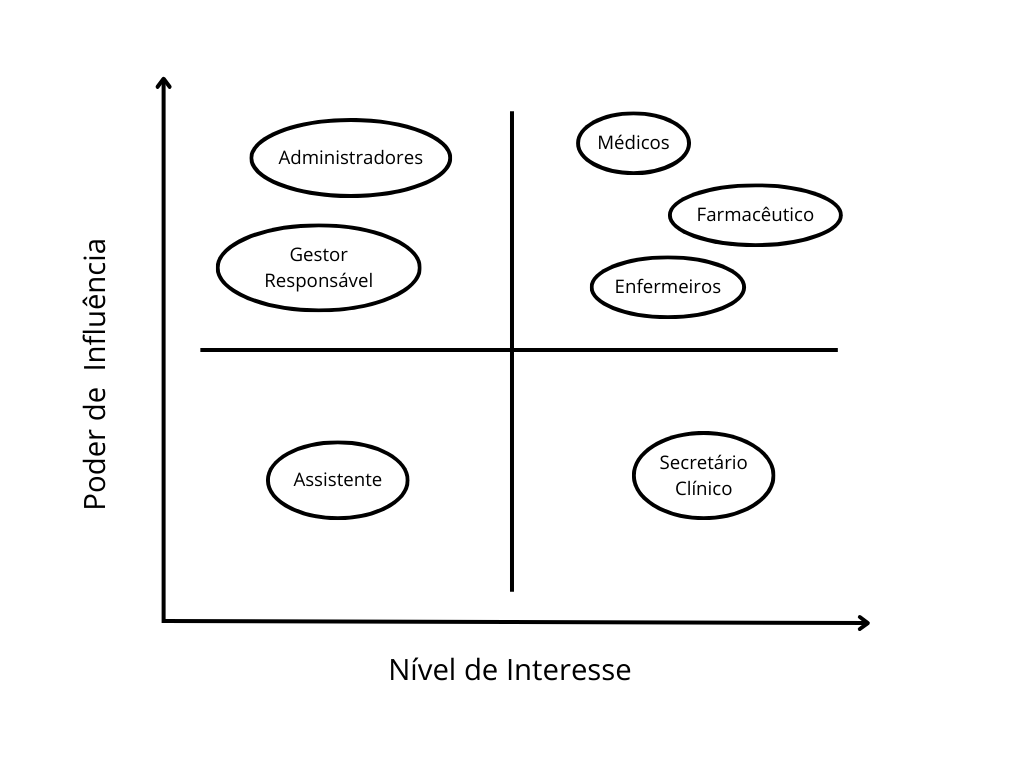 Administradores
Médicos
Farmacêutico
Gestor
Responsável
Enfermeiros
Poder de Influência
Assistente
Secretário
Clínico
Nível de Interesse